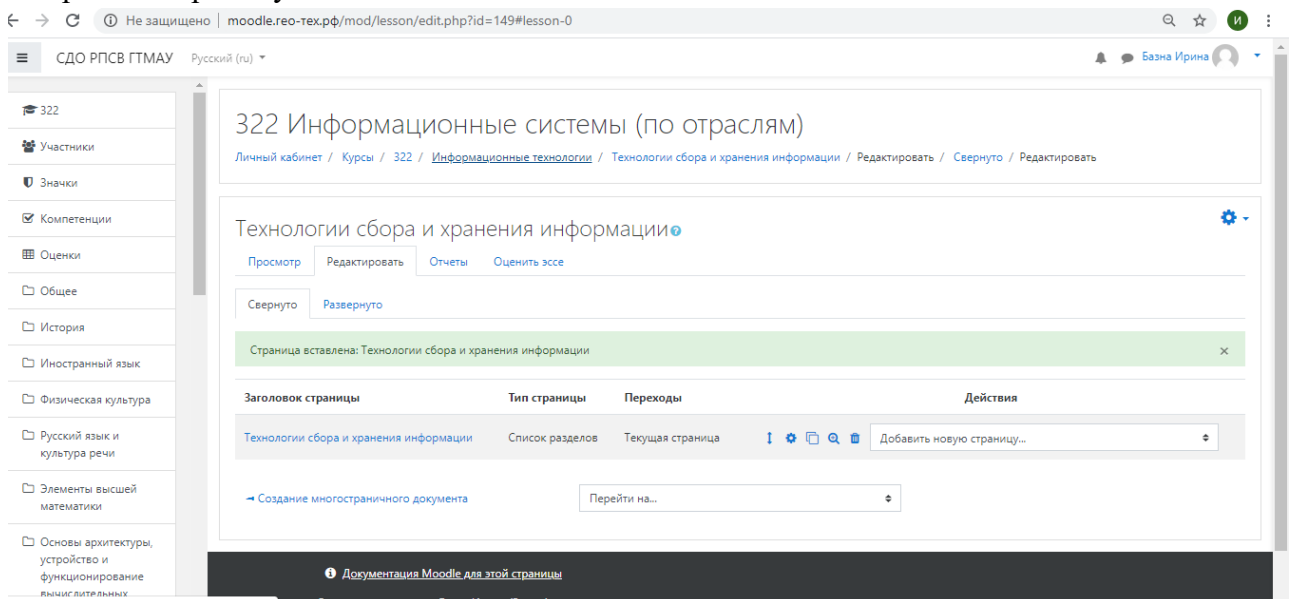 Не защищено | moodle.reo-тех.рф/mod/lesson/edit.php?id=149#lesson-0
И
СДО РПСВ ГТМАУ Русский (ru)
Базна Ирина
322
Участники
Значки
Компетенции
Оценки
Общее
История
Иностранный язык
Физическая культура
Русский язык и
культура речи
Элементы высшей
математики
Основы архитектуры,
устройство и
функционирование
вычислительных
322 Информационные системы (по отраслям)
Личный кабинет / Курсы / 322 / Информационные технологии / Технологии сбора и хранения информации / Редактировать / Свернуто / Редактировать
Технологии сбора и хранения информации
Просмотр Редактировать Отчеты Оценить эссе
Свернуто Развернуто
Страница вставлена: Технологии сбора и хранения информации ×
Заголовок страницы Тип страницы Переходы Действия
Технологии сбора и хранения информации Список разделов Текущая страница Добавить новую страницу...
→ Создание многостраничного документа Перейти на...
Документация Moodle для этой страницы